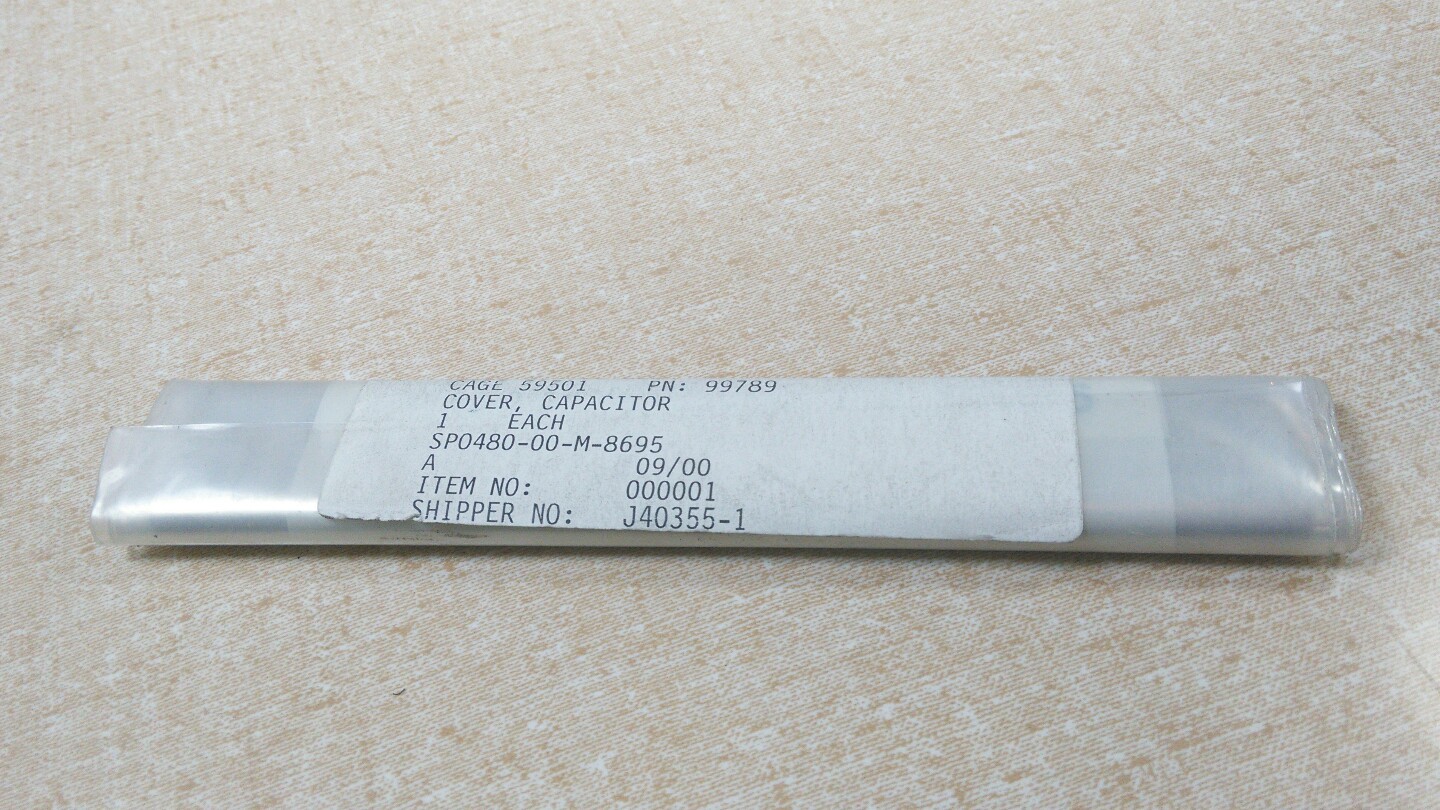 CAGE 59501 PN: 99789
COVER, CAPACITOR
1 EACH
SPO480-00-M-8695
A 09/00
ITEM NO: 000001
SHIPPER NO: J40355-1